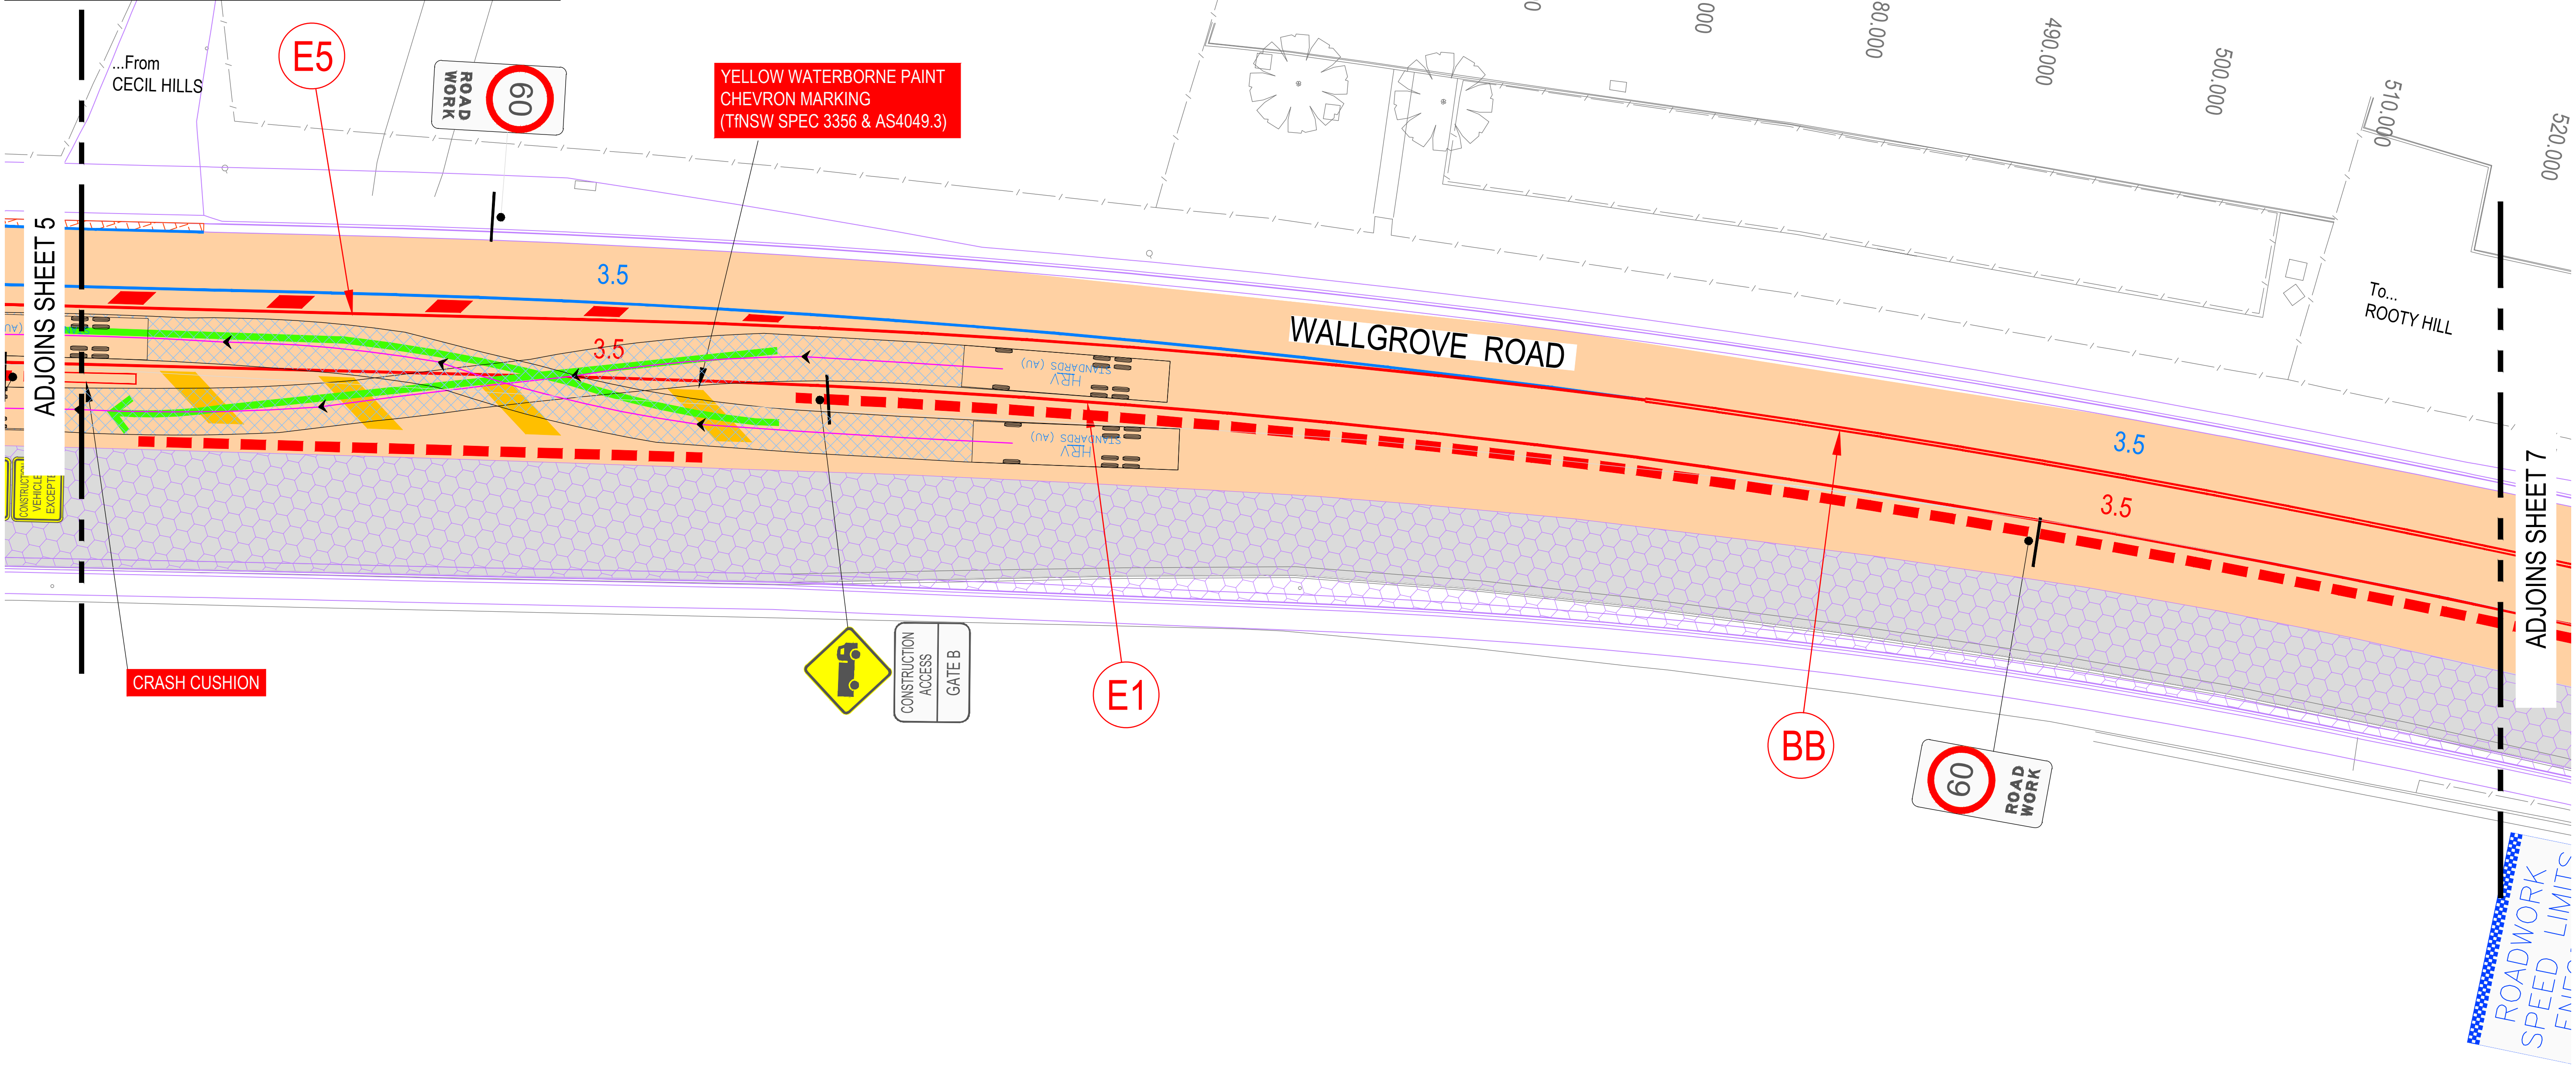 ...From
CECIL HILLS
E5
ROAD
WORK
60
YELLOW WATERBORNE PAINT
CHEVRON MARKING
(TfNSW SPEC 3356 & AS4049.3)
80.000
490.000
500.000
510.000
520.000
ADJOINS SHEET 5
3.5
3.5
WALLGROVE ROAD
To...
ROOTY HILL
STANDARDS (AU)
HRV
STANDARDS (AU)
HRV
3.5
3.5
ADJOINS SHEET 7
CONSTRUCT
VEHICLE
EXCEPTE
CRASH CUSHION
CONSTRUCTION
ACCESS
GATE B
E1
BB
60
ROAD
WORK
ROADWORK
SPEED LIMITS